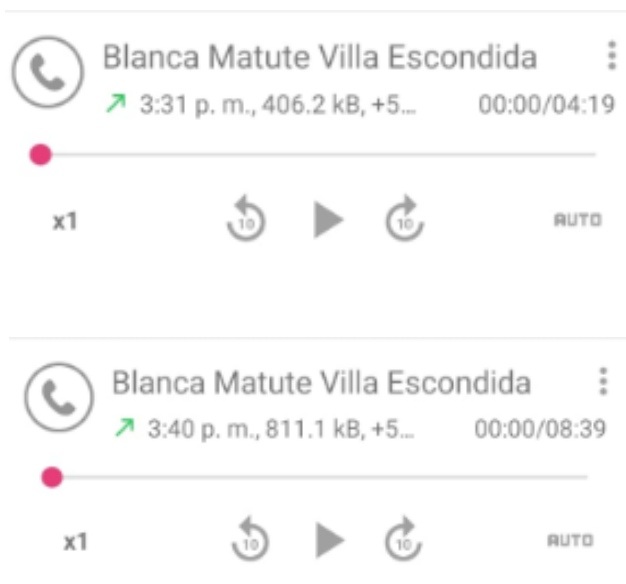 Blanca Matute Villa Escondida
3:31 p. m., 406.2 kB, +5... 00:00/04:19
x1 10 10 AUTO
Blanca Matute Villa Escondida
3:40 p. m., 811.1 kB, +5... 00:00/08:39
x1 10 10 AUTO